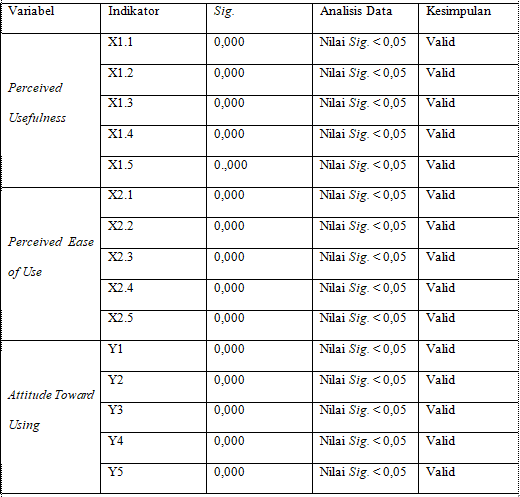 Variabel Indikator Sig. Analisis Data Kesimpulan
Perceived Usefulness
X1.1 0,000 Nilai Sig. < 0,05 Valid
X1.2 0,000 Nilai Sig. < 0,05 Valid
X1.3 0,000 Nilai Sig. < 0,05 Valid
X1.4 0,000 Nilai Sig. < 0,05 Valid
X1.5 0.,000 Nilai Sig. < 0,05 Valid
Perceived Ease of Use
X2.1 0,000 Nilai Sig. < 0,05 Valid
X2.2 0,000 Nilai Sig. < 0,05 Valid
X2.3 0,000 Nilai Sig. < 0,05 Valid
X2.4 0,000 Nilai Sig. < 0,05 Valid
X2.5 0,000 Nilai Sig. < 0,05 Valid
Attitude Toward Using
Y1 0,000 Nilai Sig. < 0,05 Valid
Y2 0,000 Nilai Sig. < 0,05 Valid
Y3 0,000 Nilai Sig. < 0,05 Valid
Y4 0,000 Nilai Sig. < 0,05 Valid
Y5 0,000 Nilai Sig. < 0,05 Valid